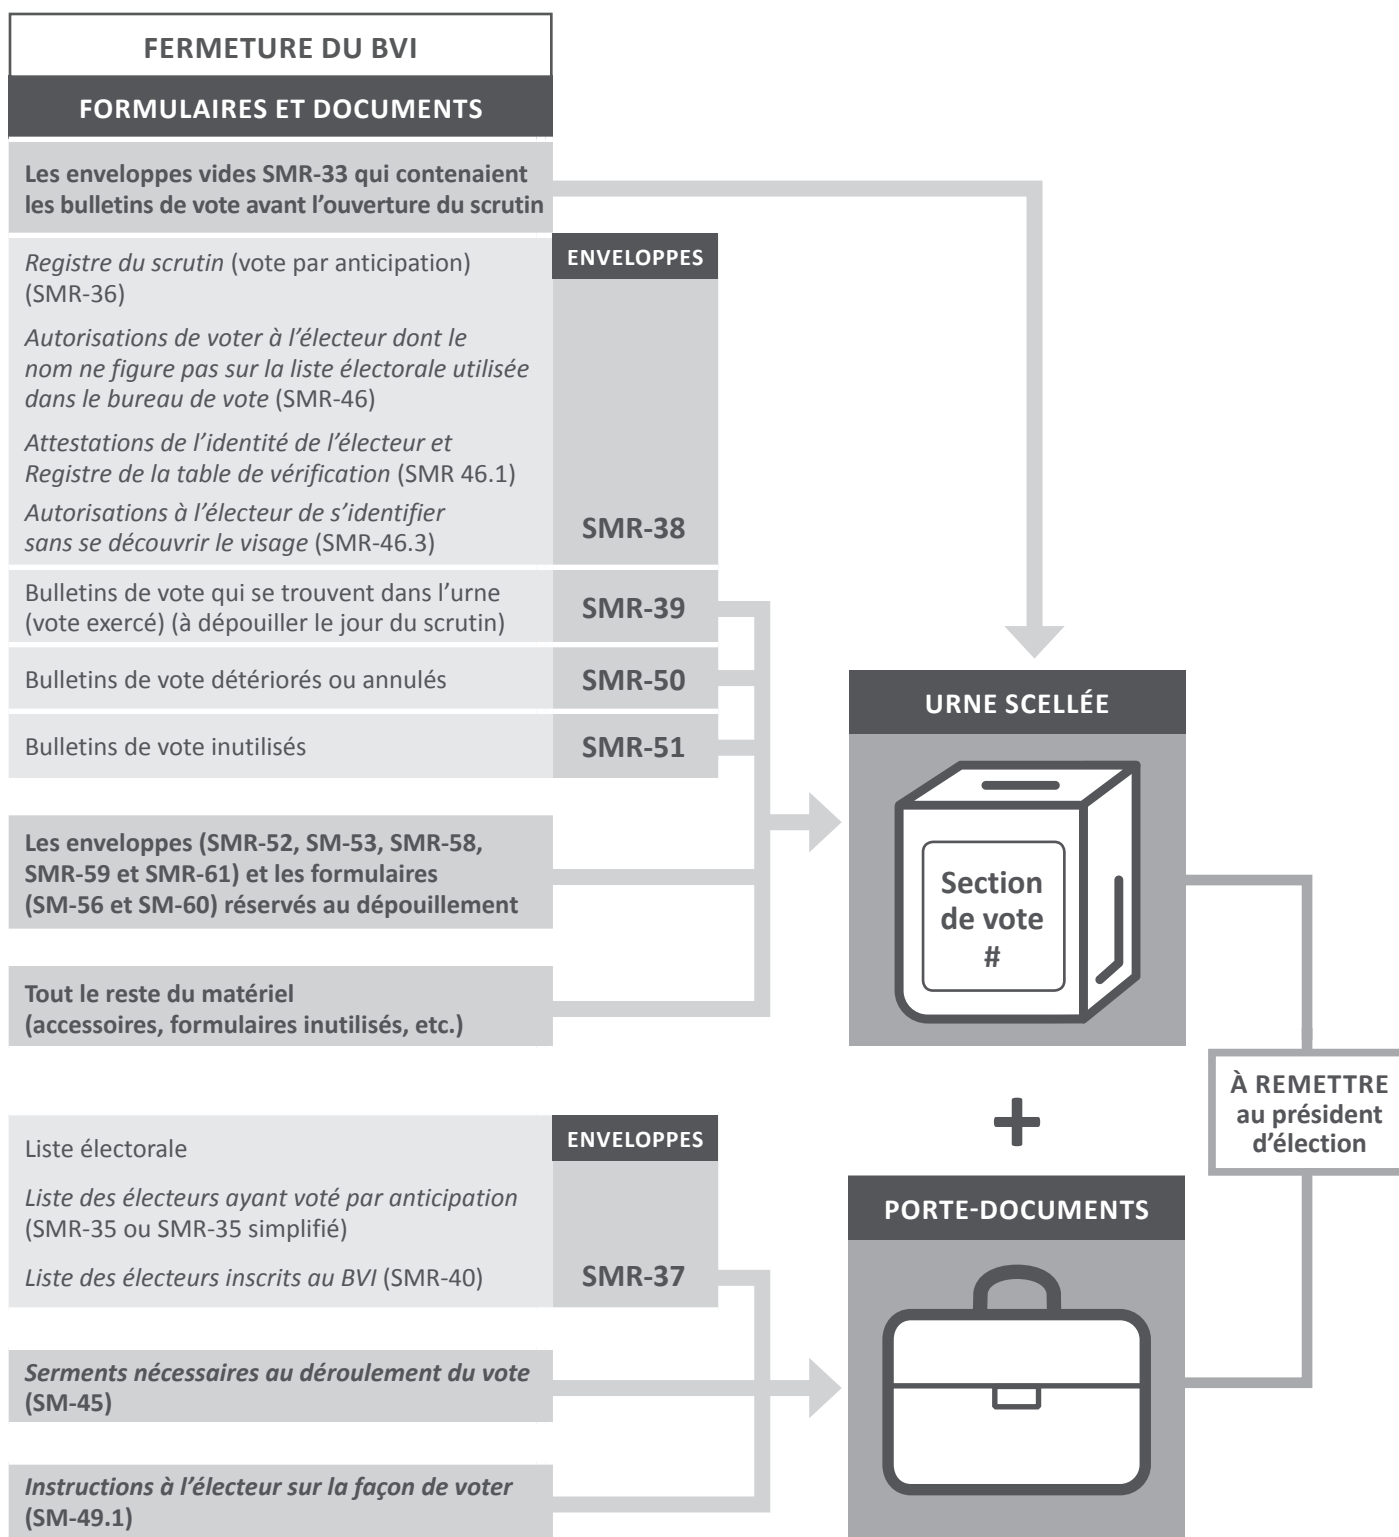 FERMETURE DU BVI
FORMULAIRES ET DOCUMENTS
Les enveloppes vides SMR-33 qui contenaient
les bulletins de vote avant l’ouverture du scrutin
ENVELOPPES
Registre du scrutin (vote par anticipation)
(SMR-36)
Autorisations de voter à l’électeur dont le
nom ne figure pas sur la liste électorale utilisée
dans le bureau de vote (SMR-46)
Attestations de l’identité de l’électeur et
Registre de la table de vérification (SMR 46.1)
Autorisations à l’électeur de s’identifier
sans se découvrir le visage (SMR-46.3)
SMR-38
Bulletins de vote qui se trouvent dans l’urne
(vote exercé) (à dépouiller le jour du scrutin)
SMR-39
Bulletins de vote détériorés ou annulés
SMR-50
Bulletins de vote inutilisés
SMR-51
Les enveloppes (SMR-52, SM-53, SMR-58,
SMR-59 et SMR-61) et les formulaires
(SM-56 et SM-60) réservés au dépouillement
Tout le reste du matériel
(accessoires, formulaires inutilisés, etc.)
URNE SCELLÉE
Section
de vote
#
+
À REMETTRE
au président
d’élection
ENVELOPPES
Liste électorale
Liste des électeurs ayant voté par anticipation
(SMR-35 ou SMR-35 simplifié)
Liste des électeurs inscrits au BVI (SMR-40)
SMR-37
Serments nécessaires au déroulement du vote
(SM-45)
Instructions à l’électeur sur la façon de voter
(SM-49.1)
PORTE-DOCUMENTS